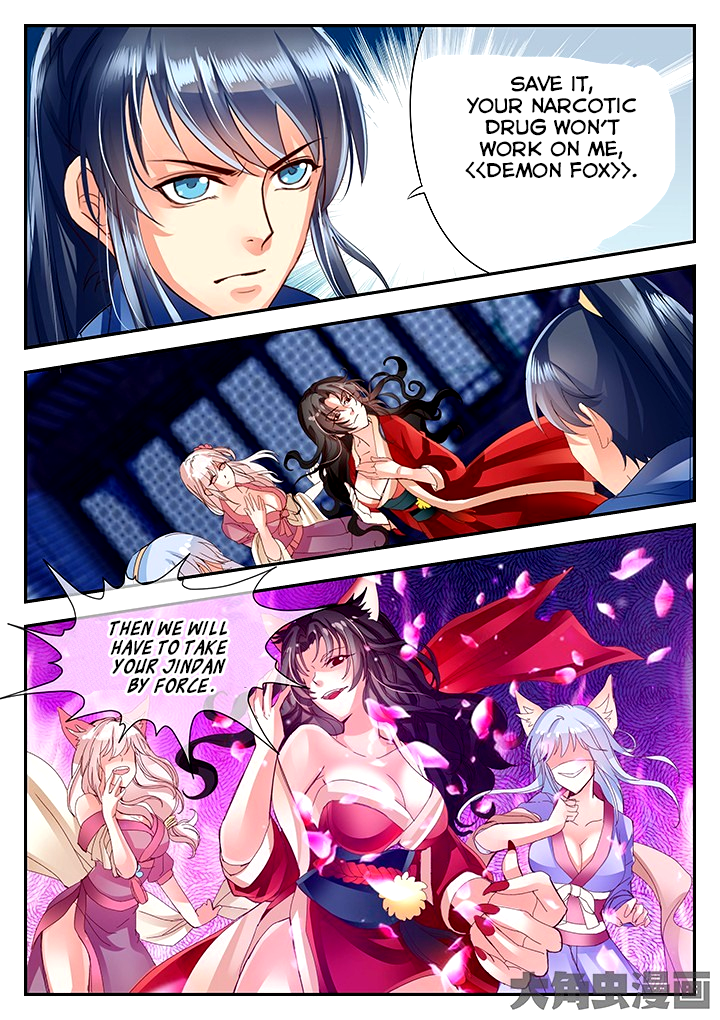 SAVE IT,
YOUR NARCOTIC
DRUG WON'T
WORK ON ME,
<<DEMON FOX>>.
THEN WE WILL
HAVE TO TAKE
YOUR JINDAN
BY FORCE.
大角虫漫画